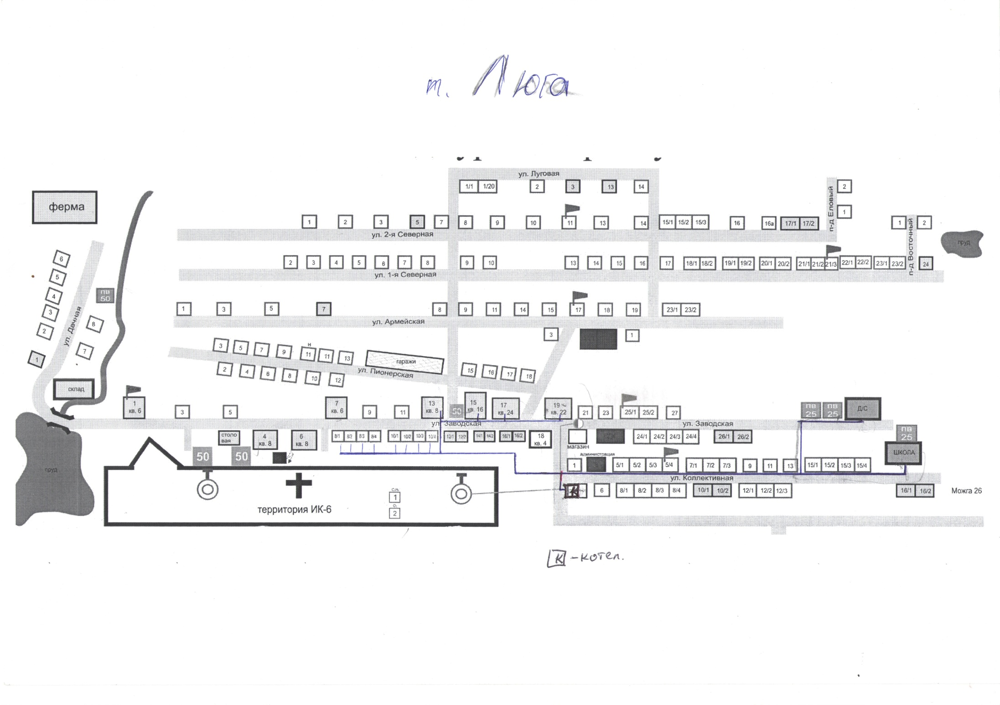 т. Люга
ул. Луговая
1/1 1/20 2 3 13 14
ферма
п-д Еловый
2
1
1 2 3 5 7 8 9 10 11 13 14 15/1 15/2 15/3 16 16а 17/1 17/2
ул. 2-я Северная
п-д Восточный
1 2
пруд
2 3 4 5 6 7 8 9 10 13 14 15 16 17 18/1 18/2 19/1 19/2 20/1 20/2 21/1 21/2 21/3 22/1 22/2 23/1 23/2 24
ул. 1-я Северная
6
5
4
3
2
1
пв 50
ул. Дачная
8
7
1 3 5 7 8 9 11 14 15 17 18 19 23/1 23/2
ул. Армейская
3 1
3 5 7 9 н 11 11 13 гаражи
2 4 6 8 10 12 ул. Пионерская
15 16 17 18
склад
1 кв. 6
3
5
7 кв. 6
9
11
13 кв. 8
50
15 кв. 16
17 кв. 24
19 кв. 22
21 23 25/1 25/2 27
пв 25
пв 25
Д/С
ул. Заводская
ул. Заводская
столовая
4 кв. 8
6 кв. 8
8/1 8/2 8/3 8/4 10/1 10/2 10/3 10/4 12/1 12/2 14/1 14/2 16/1 16/2
18 кв. 4
магазин
24/1 24/2 24/3 24/4 26/1 26/2
пв 25
ШКОЛА
50 50
администрация
1 5/1 5/2 5/3 5/4 7/1 7/2 7/3 9 11 13 15/1 15/2 15/3 15/4
пруд
ул. Коллективная
К 6 8/1 8/2 8/3 8/4 10/1 10/2 12/1 12/2 12/3 16/1 16/2 Можга 26
1
2
территория ИК-6
К - котел.